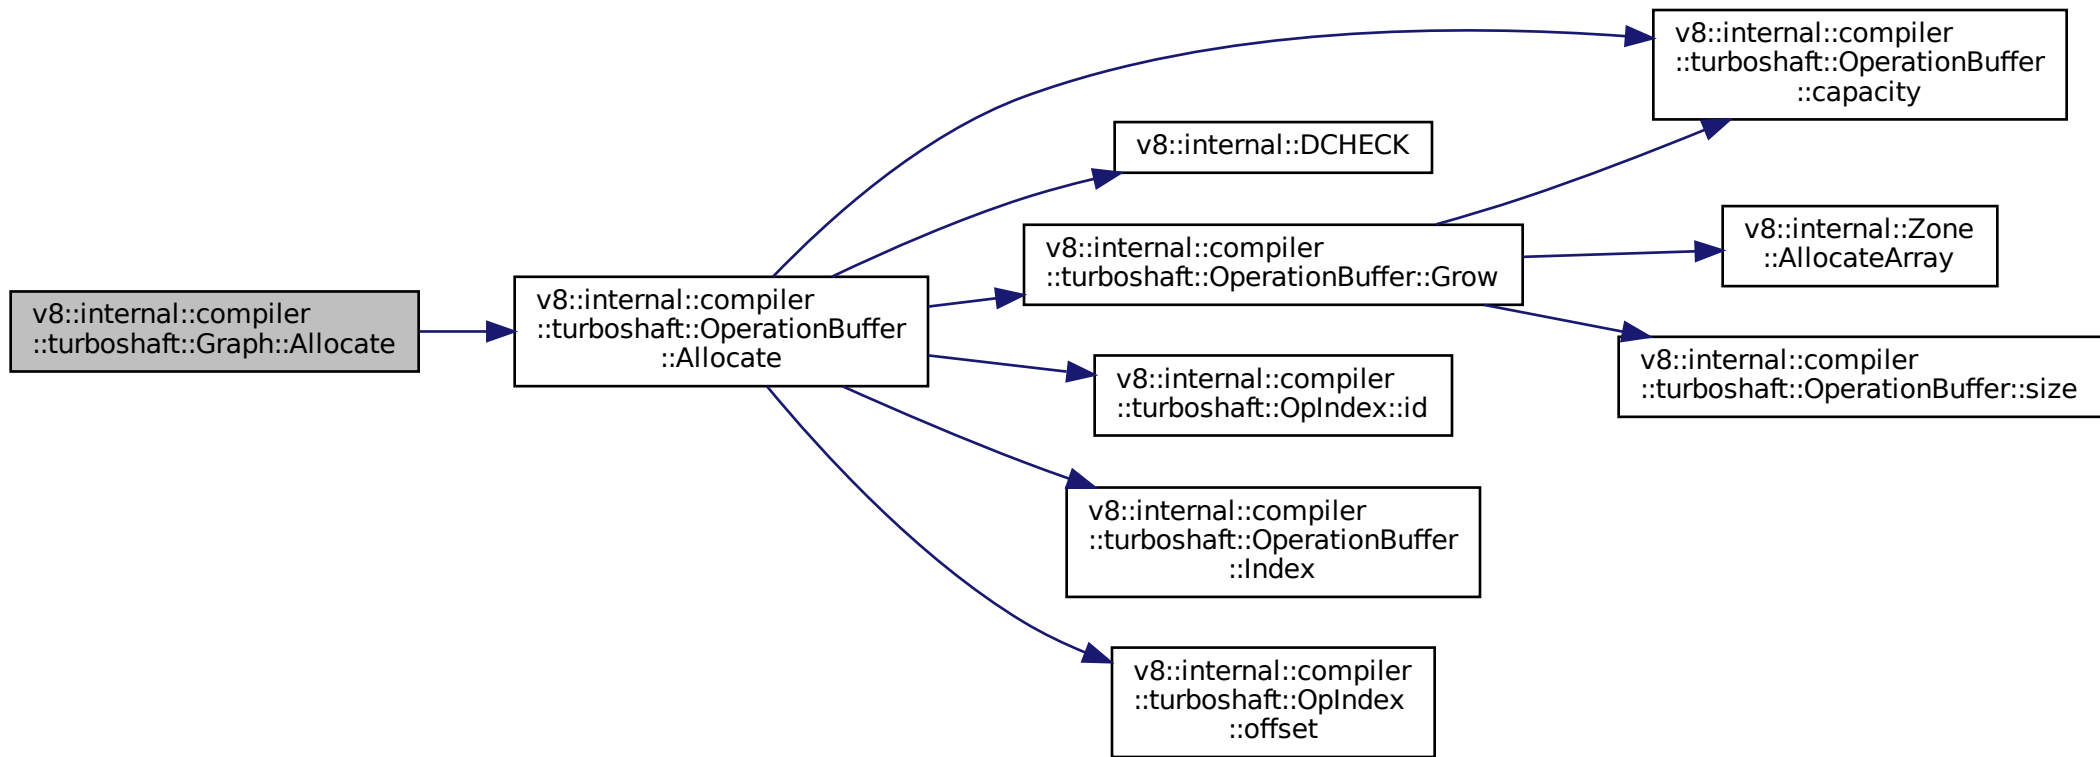 v8::internal::compiler
::turboshaft::Graph::Allocate
v8::internal::compiler
::turboshaft::OperationBuffer
::Allocate
v8::internal::compiler
::turboshaft::OperationBuffer
::capacity
v8::internal::DCHECK
v8::internal::compiler
::turboshaft::OperationBuffer::Grow
v8::internal::Zone
::AllocateArray
v8::internal::compiler
::turboshaft::OperationBuffer::size
v8::internal::compiler
::turboshaft::OpIndex::id
v8::internal::compiler
::turboshaft::OperationBuffer
::Index
v8::internal::compiler
::turboshaft::OpIndex
::offset